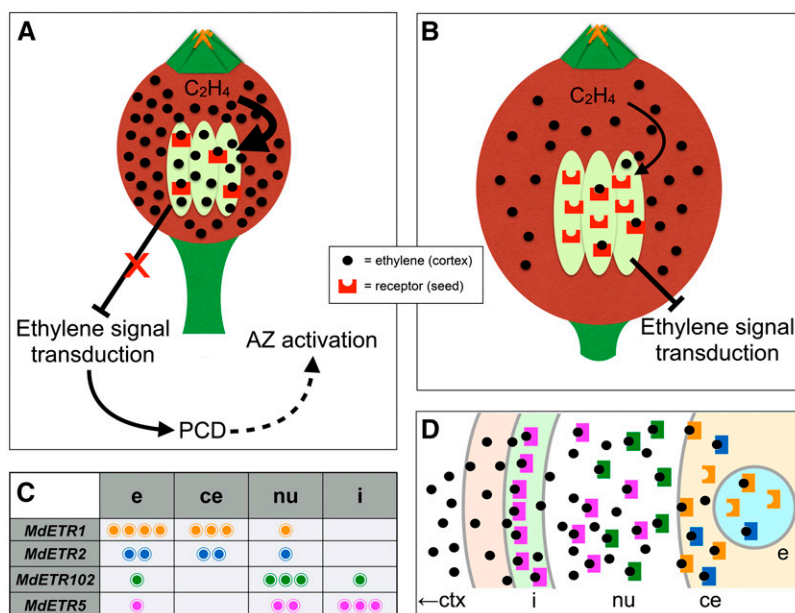 A
C₂H₄
Ethylene signal
transduction
AZ activation
PCD
B
C₂H₄
= ethylene (cortex)
= receptor (seed)
Ethylene signal
transduction
C
e ce nu i
MdETR1
MdETR2
MdETR102
MdETR5
D
e
←ctx i nu ce